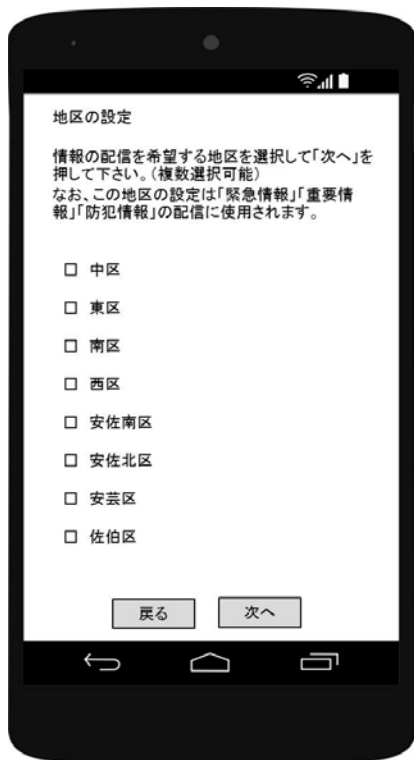 地区の設定
情報の配信を希望する地区を選択して「次へ」を
押して下さい。(複数選択可能)
なお、この地区の設定は「緊急情報」「重要情
報」「防犯情報」の配信に使用されます。
中区
東区
南区
西区
安佐南区
安佐北区
安芸区
佐伯区
戻る
次へ